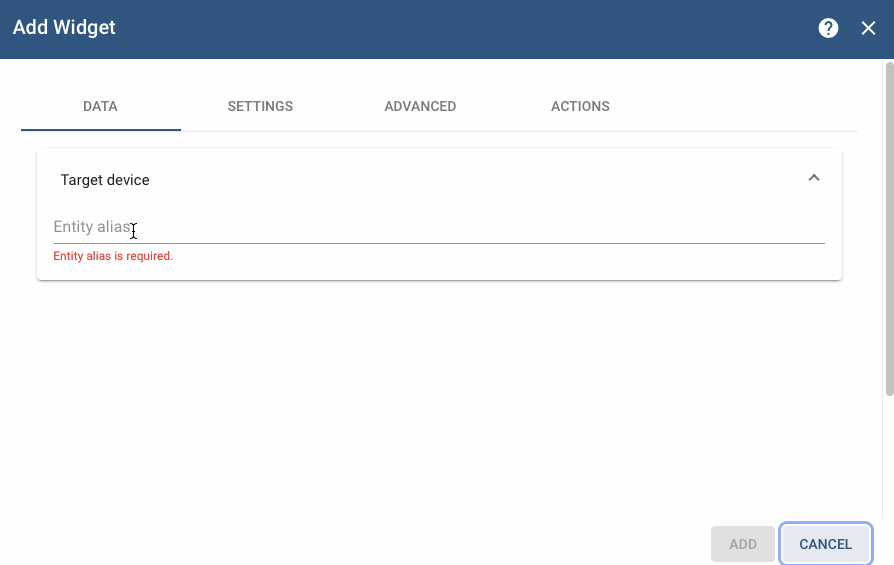 Add Widget
DATA
SETTINGS
ADVANCED
ACTIONS
Target device
Entity alias
Entity alias is required.
ADD
CANCEL